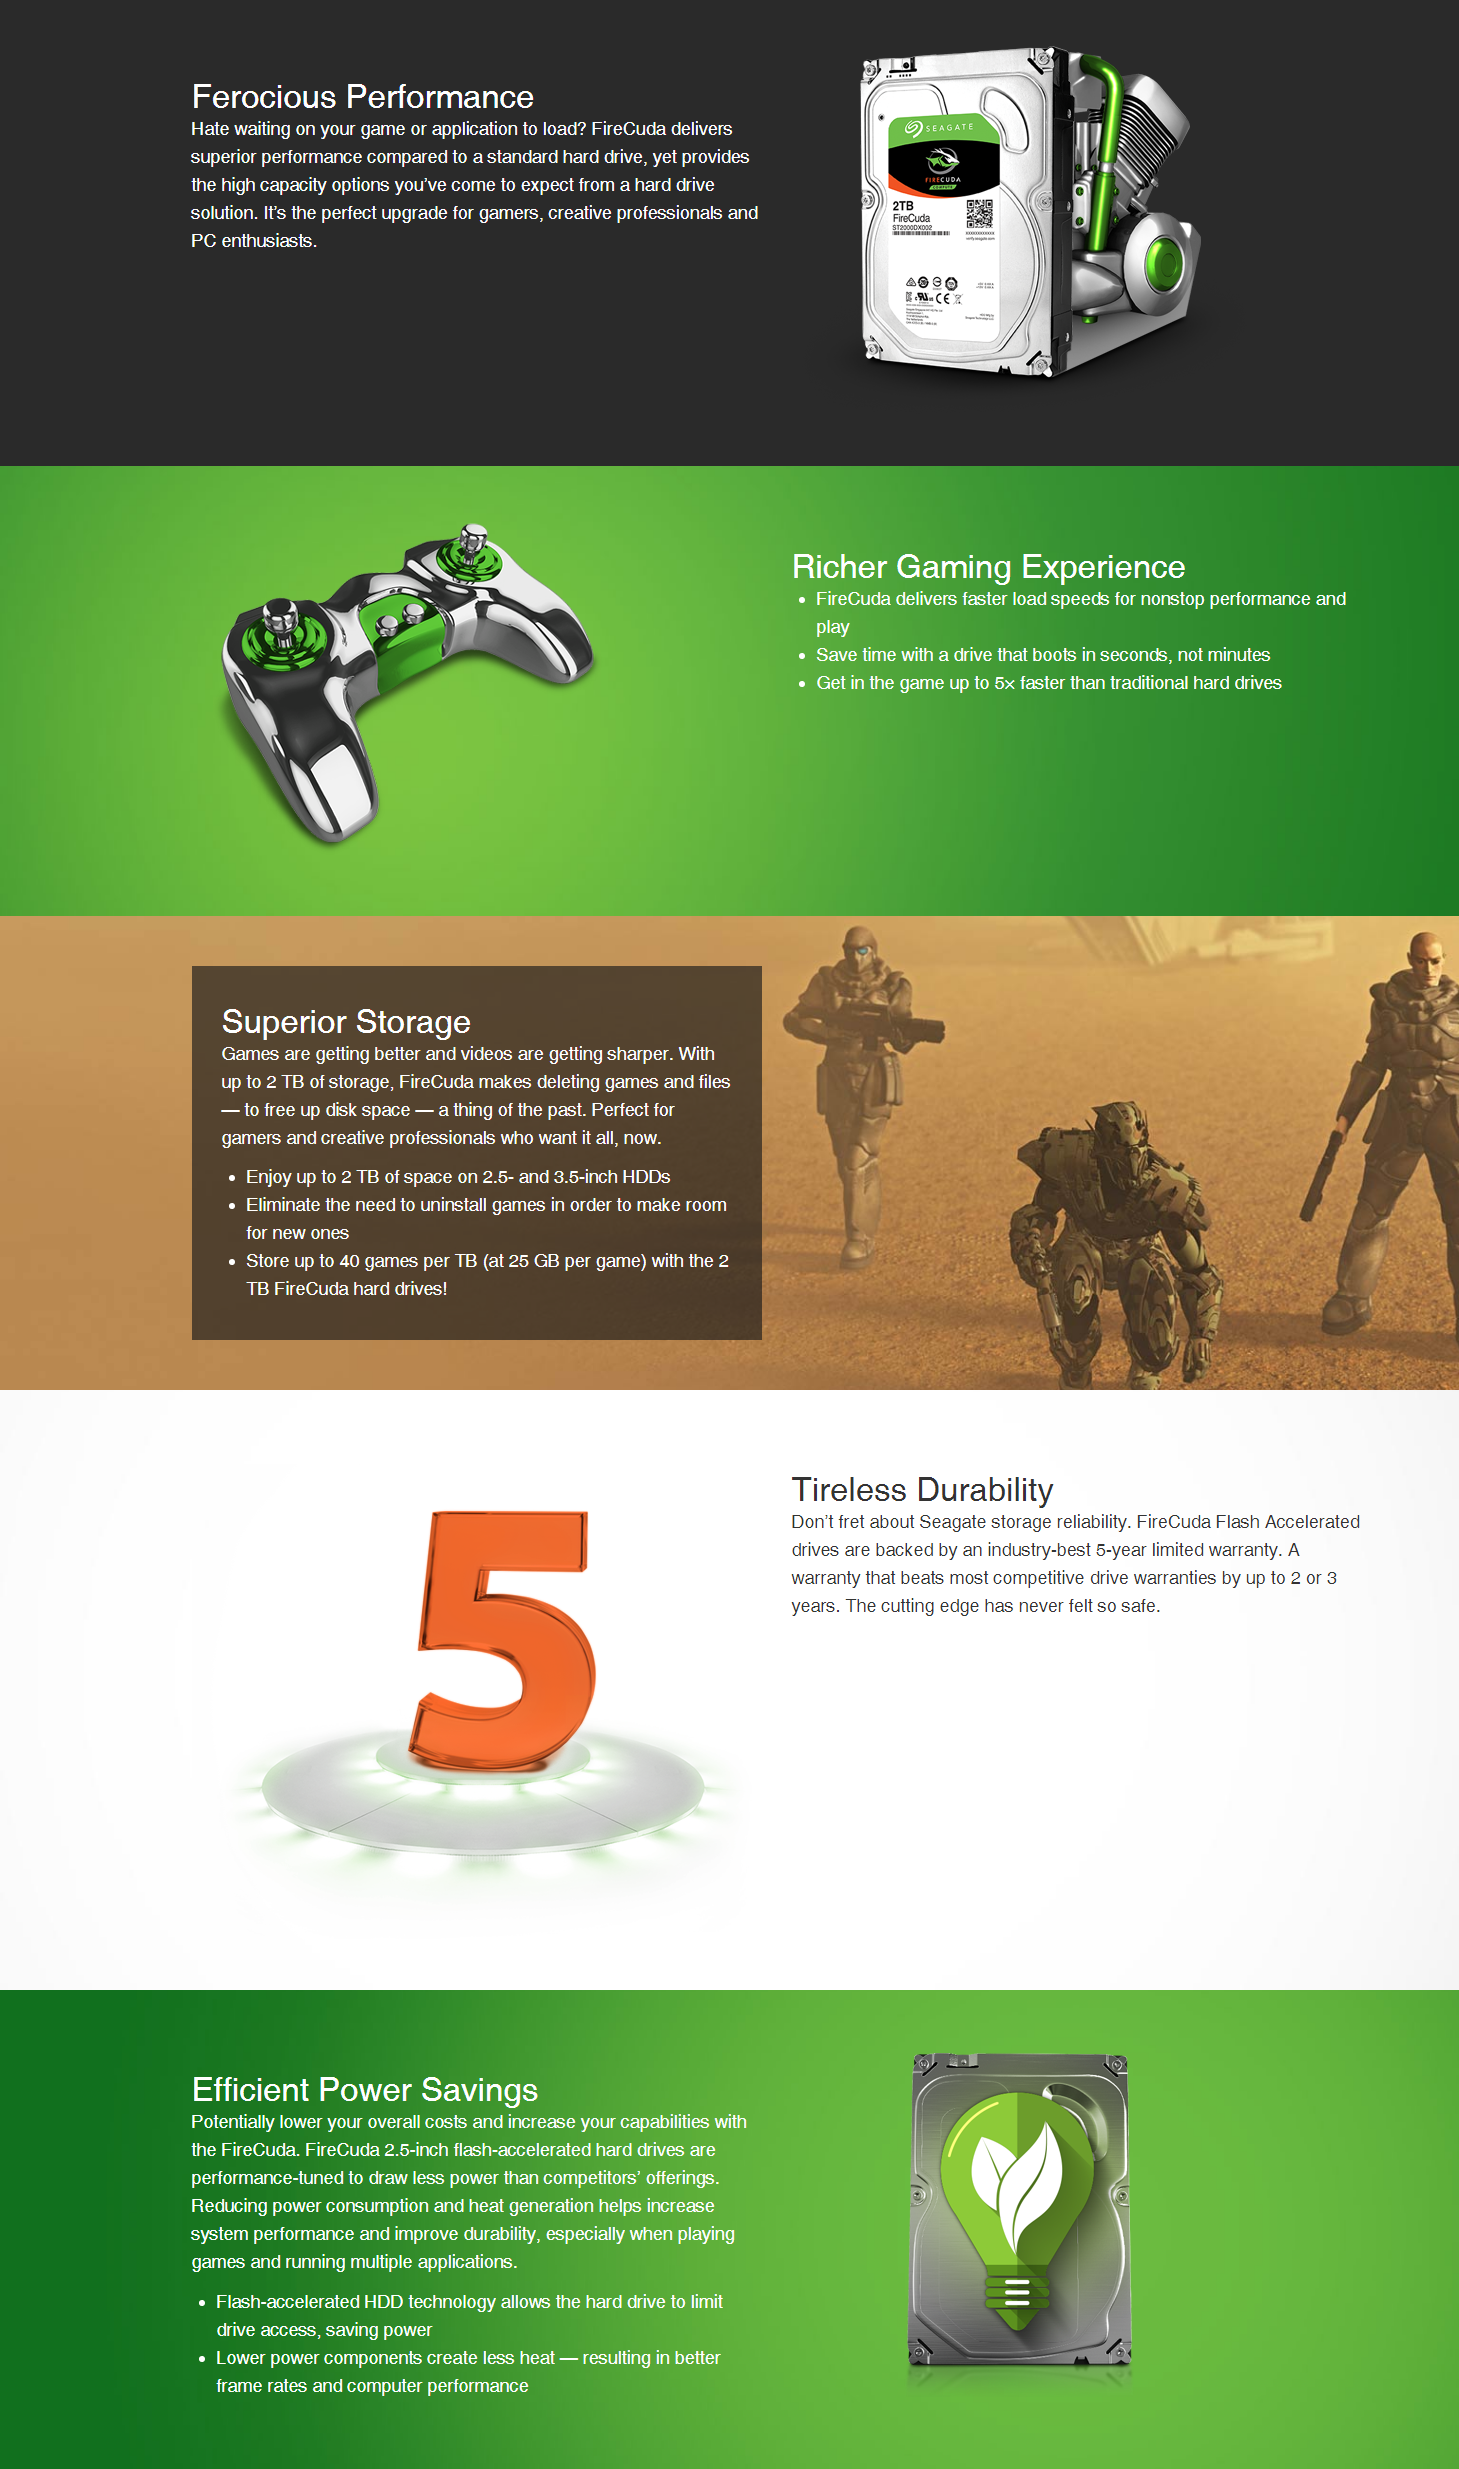 Ferocious Performance
Hate waiting on your game or application to load? FireCuda delivers
superior performance compared to a standard hard drive, yet provides
the high capacity options you’ve come to expect from a hard drive
solution. It’s the perfect upgrade for gamers, creative professionals and
PC enthusiasts.
SEAGATE
FIRECUDA
COMPUTE
2TB
FireCuda
ST2000DX002
Richer Gaming Experience
• FireCuda delivers faster load speeds for nonstop performance and
play
• Save time with a drive that boots in seconds, not minutes
• Get in the game up to 5× faster than traditional hard drives
Superior Storage
Games are getting better and videos are getting sharper. With
up to 2 TB of storage, FireCuda makes deleting games and files
— to free up disk space — a thing of the past. Perfect for
gamers and creative professionals who want it all, now.
• Enjoy up to 2 TB of space on 2.5- and 3.5-inch HDDs
• Eliminate the need to uninstall games in order to make room
for new ones
• Store up to 40 games per TB (at 25 GB per game) with the 2
TB FireCuda hard drives!
5
Tireless Durability
Don’t fret about Seagate storage reliability. FireCuda Flash Accelerated
drives are backed by an industry-best 5-year limited warranty. A
warranty that beats most competitive drive warranties by up to 2 or 3
years. The cutting edge has never felt so safe.
Efficient Power Savings
Potentially lower your overall costs and increase your capabilities with
the FireCuda. FireCuda 2.5-inch flash-accelerated hard drives are
performance-tuned to draw less power than competitors’ offerings.
Reducing power consumption and heat generation helps increase
system performance and improve durability, especially when playing
games and running multiple applications.
• Flash-accelerated HDD technology allows the hard drive to limit
drive access, saving power
• Lower power components create less heat — resulting in better
frame rates and computer performance